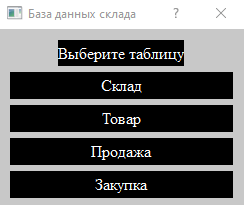 База данных склада
Выберите таблицу
Склад
Товар
Продажа
Закупка